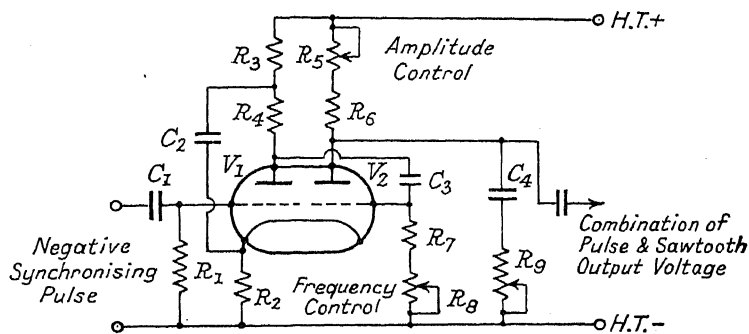 H.T.+
R3
R5
Amplitude
Control
R4
R6
C2
C1
V1
V2
C3
C4
Negative
Synchronising
Pulse
R1
R2
Frequency
Control
R7
R8
R9
Combination of
Pulse & Sawtooth
Output Voltage
H.T.-